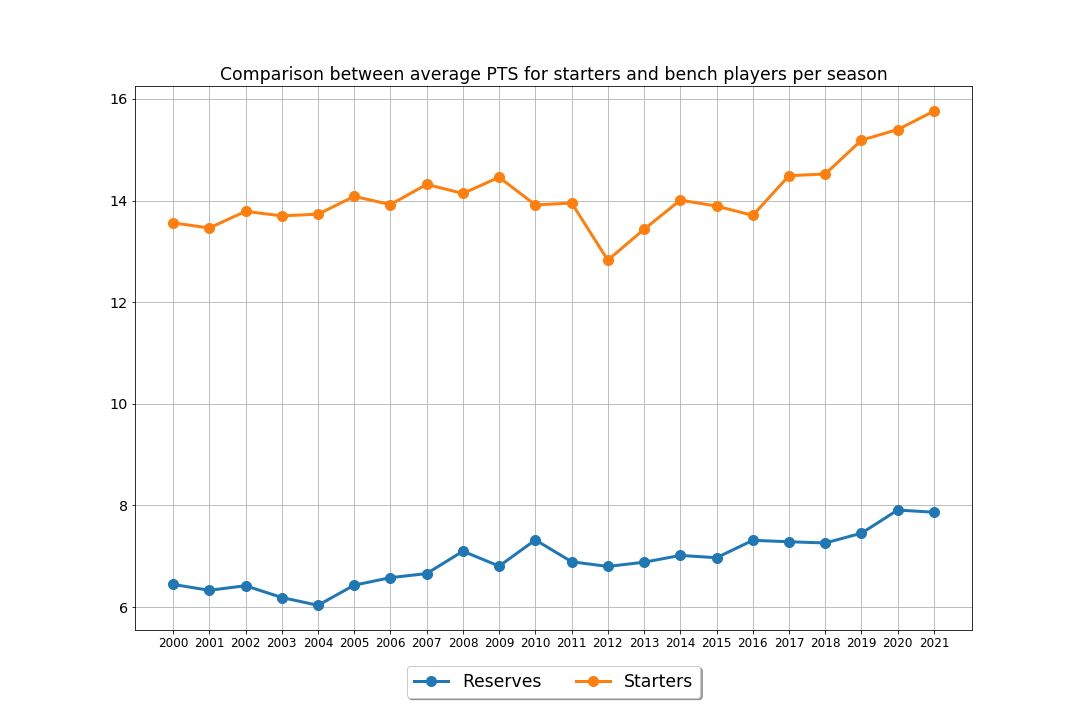 Comparison between average PTS for starters and bench players per season
16
14
12
10
8
6
2000 2001 2002 2003 2004 2005 2006 2007 2008 2009 2010 2011 2012 2013 2014 2015 2016 2017 2018 2019 2020 2021
Reserves Starters